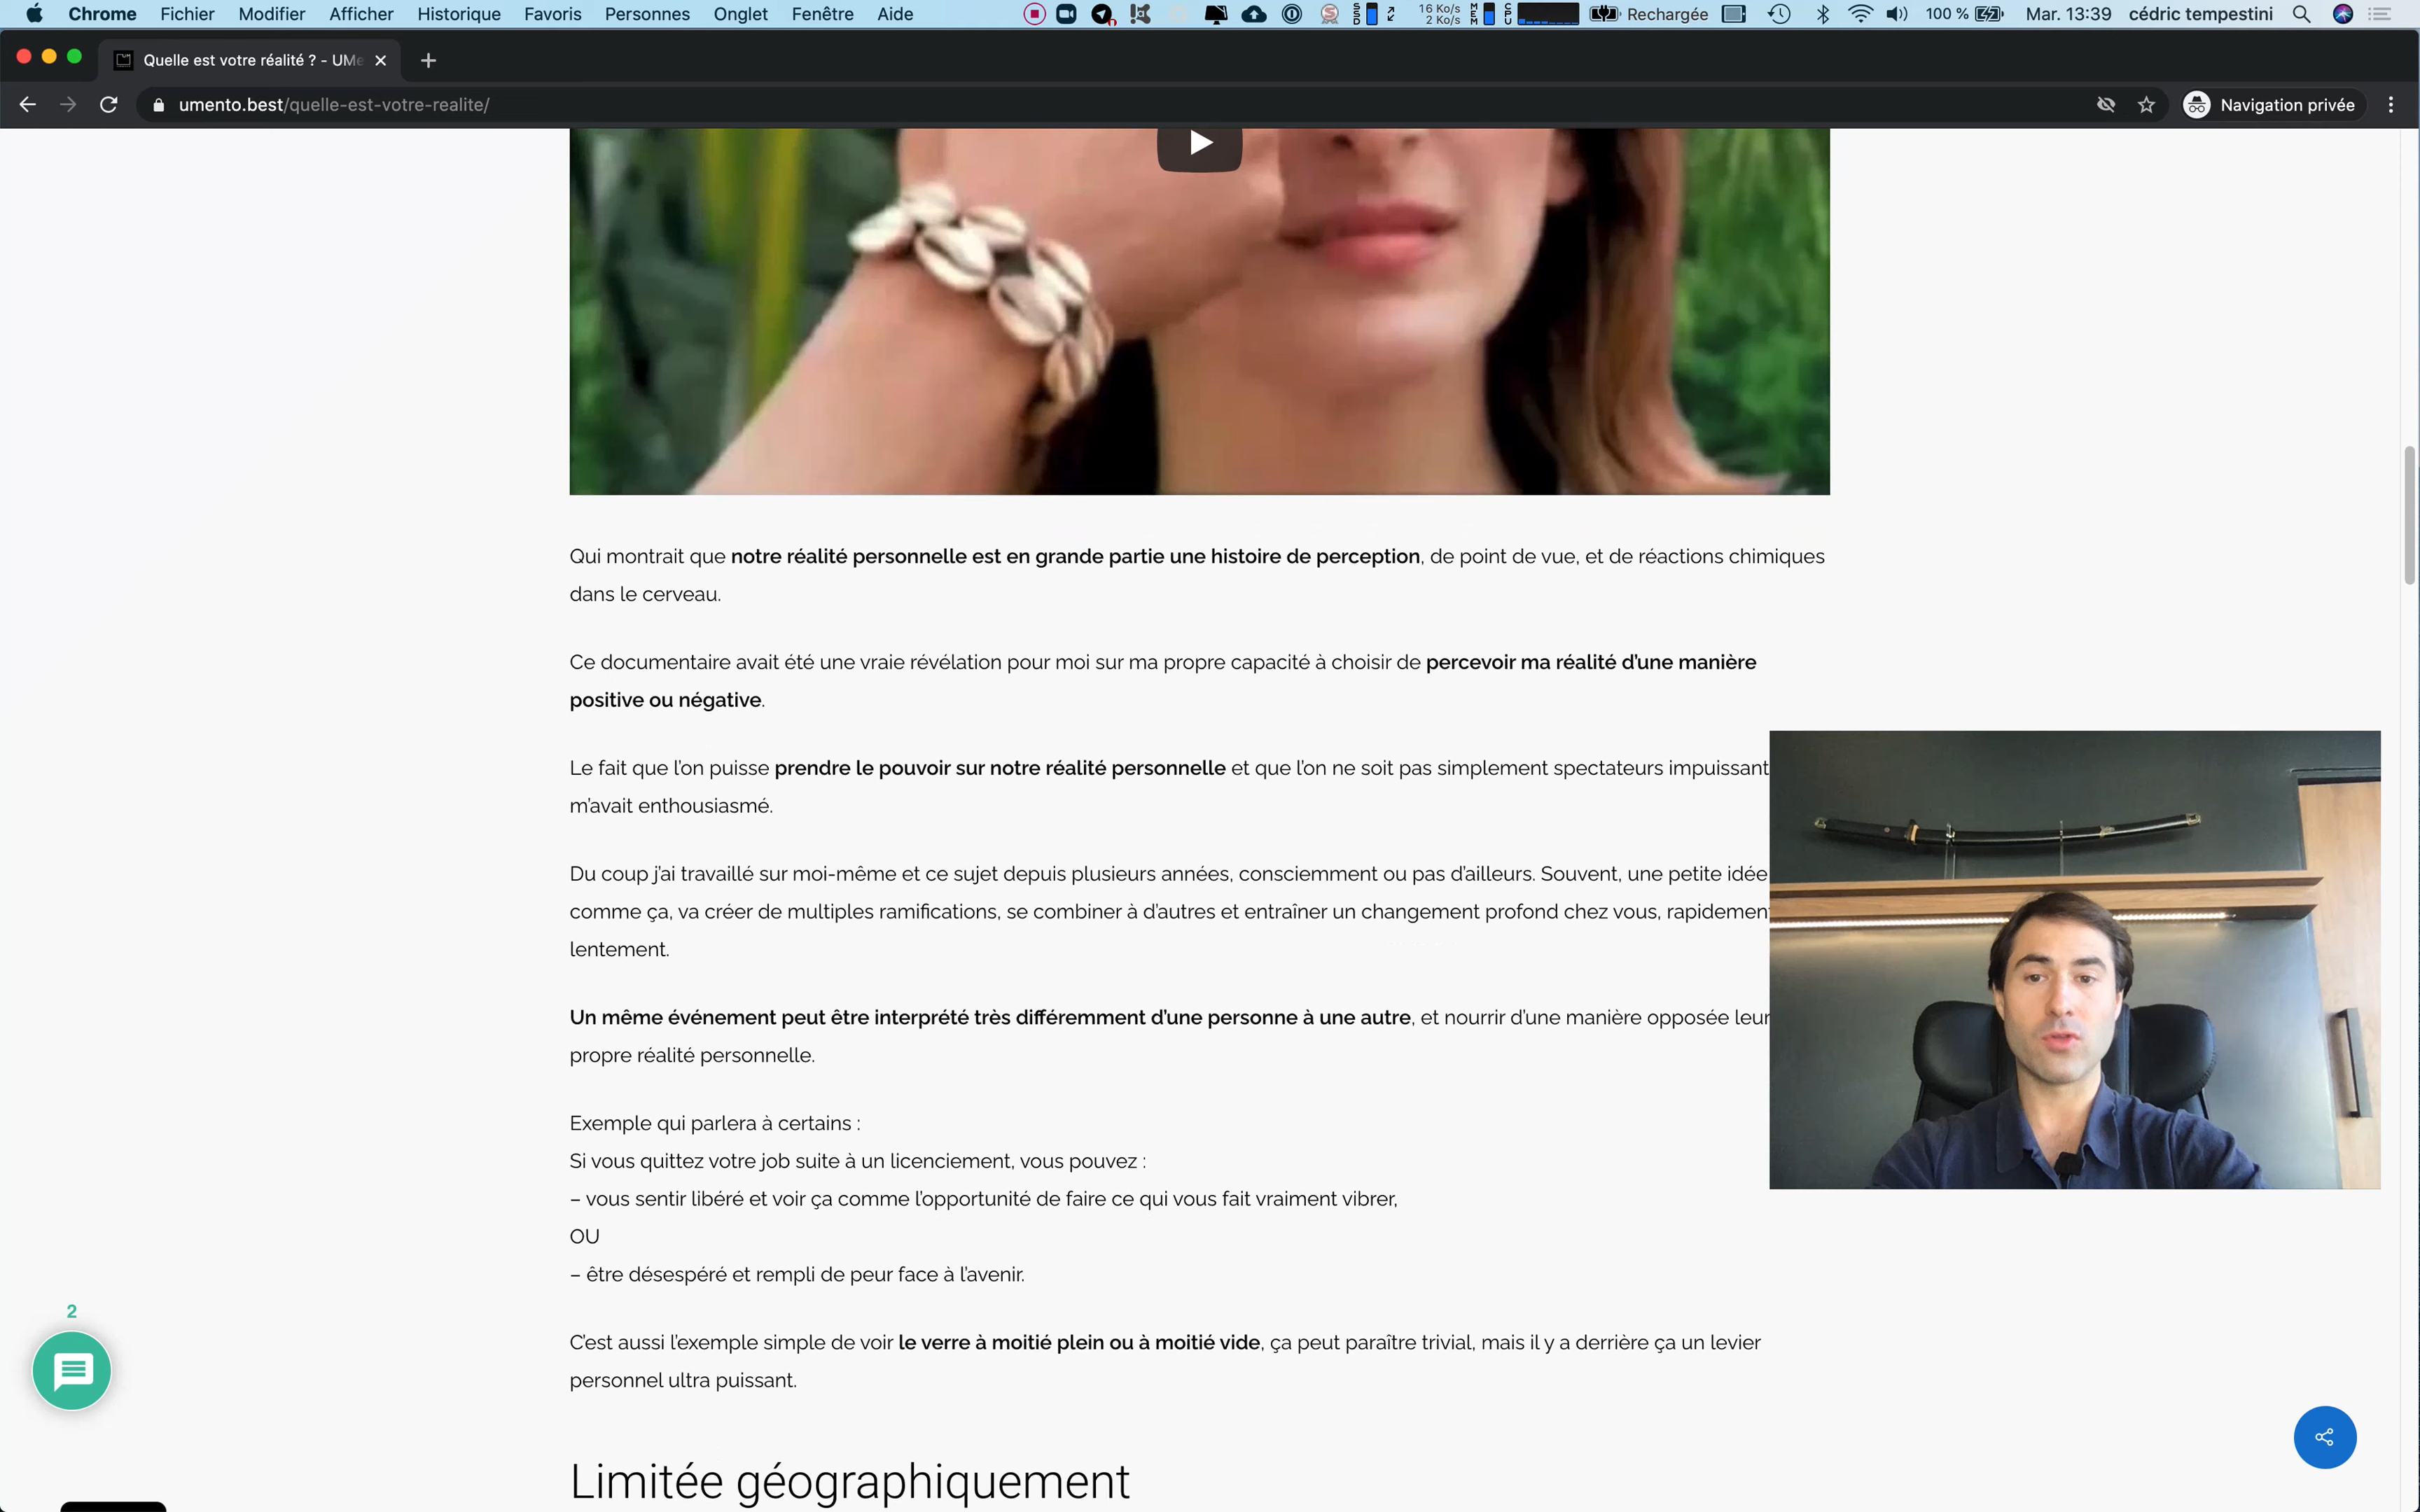 Chrome Fichier Modifier Afficher Historique Favoris Personnes Onglet Fenêtre Aide 16 Ko/s 2 Ko/s Rechargée 100 % Mar. 13:39 cédric tempestini
Quelle est votre réalité ? - UMe
umento.best/quelle-est-votre-realite/ Navigation privée
Qui montrait que notre réalité personnelle est en grande partie une histoire de perception, de point de vue, et de réactions chimiques
dans le cerveau.
Ce documentaire avait été une vraie révélation pour moi sur ma propre capacité à choisir de percevoir ma réalité d'une manière
positive ou négative.
Le fait que l'on puisse prendre le pouvoir sur notre réalité personnelle et que l'on ne soit pas simplement spectateurs impuissant
m'avait enthousiasmé.
Du coup j'ai travaillé sur moi-même et ce sujet depuis plusieurs années, consciemment ou pas d'ailleurs. Souvent, une petite idée
comme ça, va créer de multiples ramifications, se combiner à d'autres et entraîner un changement profond chez vous, rapidement
lentement.
Un même événement peut être interprété très différemment d'une personne à une autre, et nourrir d'une manière opposée leur
propre réalité personnelle.
Exemple qui parlera à certains :
Si vous quittez votre job suite à un licenciement, vous pouvez :
– vous sentir libéré et voir ça comme l'opportunité de faire ce qui vous fait vraiment vibrer,
OU
– être désespéré et rempli de peur face à l'avenir.
2
C'est aussi l'exemple simple de voir le verre à moitié plein ou à moitié vide, ça peut paraître trivial, mais il y a derrière ça un levier
personnel ultra puissant.
Limitée géographiquement